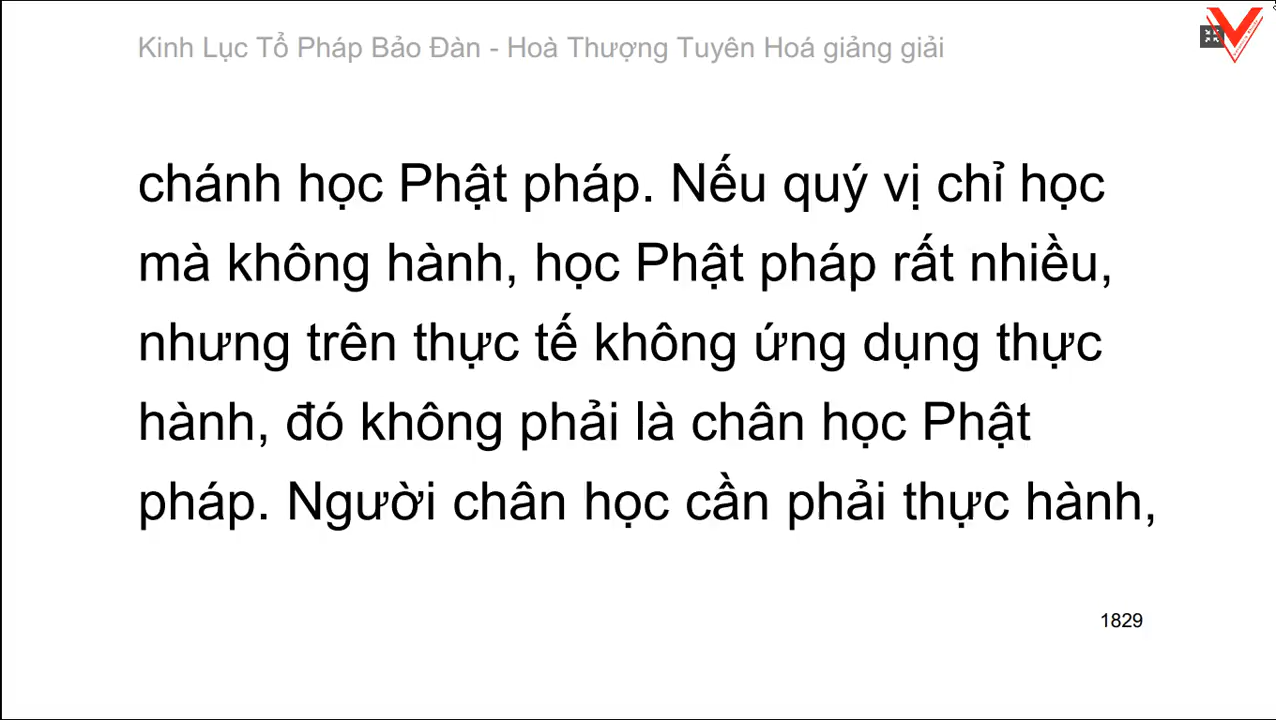 Kinh Lục Tổ Pháp Bảo Đàn - Hoà Thượng Tuyên Hoá giảng giải
chánh học Phật pháp. Nếu quý vị chỉ học
mà không hành, học Phật pháp rất nhiều,
nhưng trên thực tế không ứng dụng thực
hành, đó không phải là chân học Phật
pháp. Người chân học cần phải thực hành,
1829